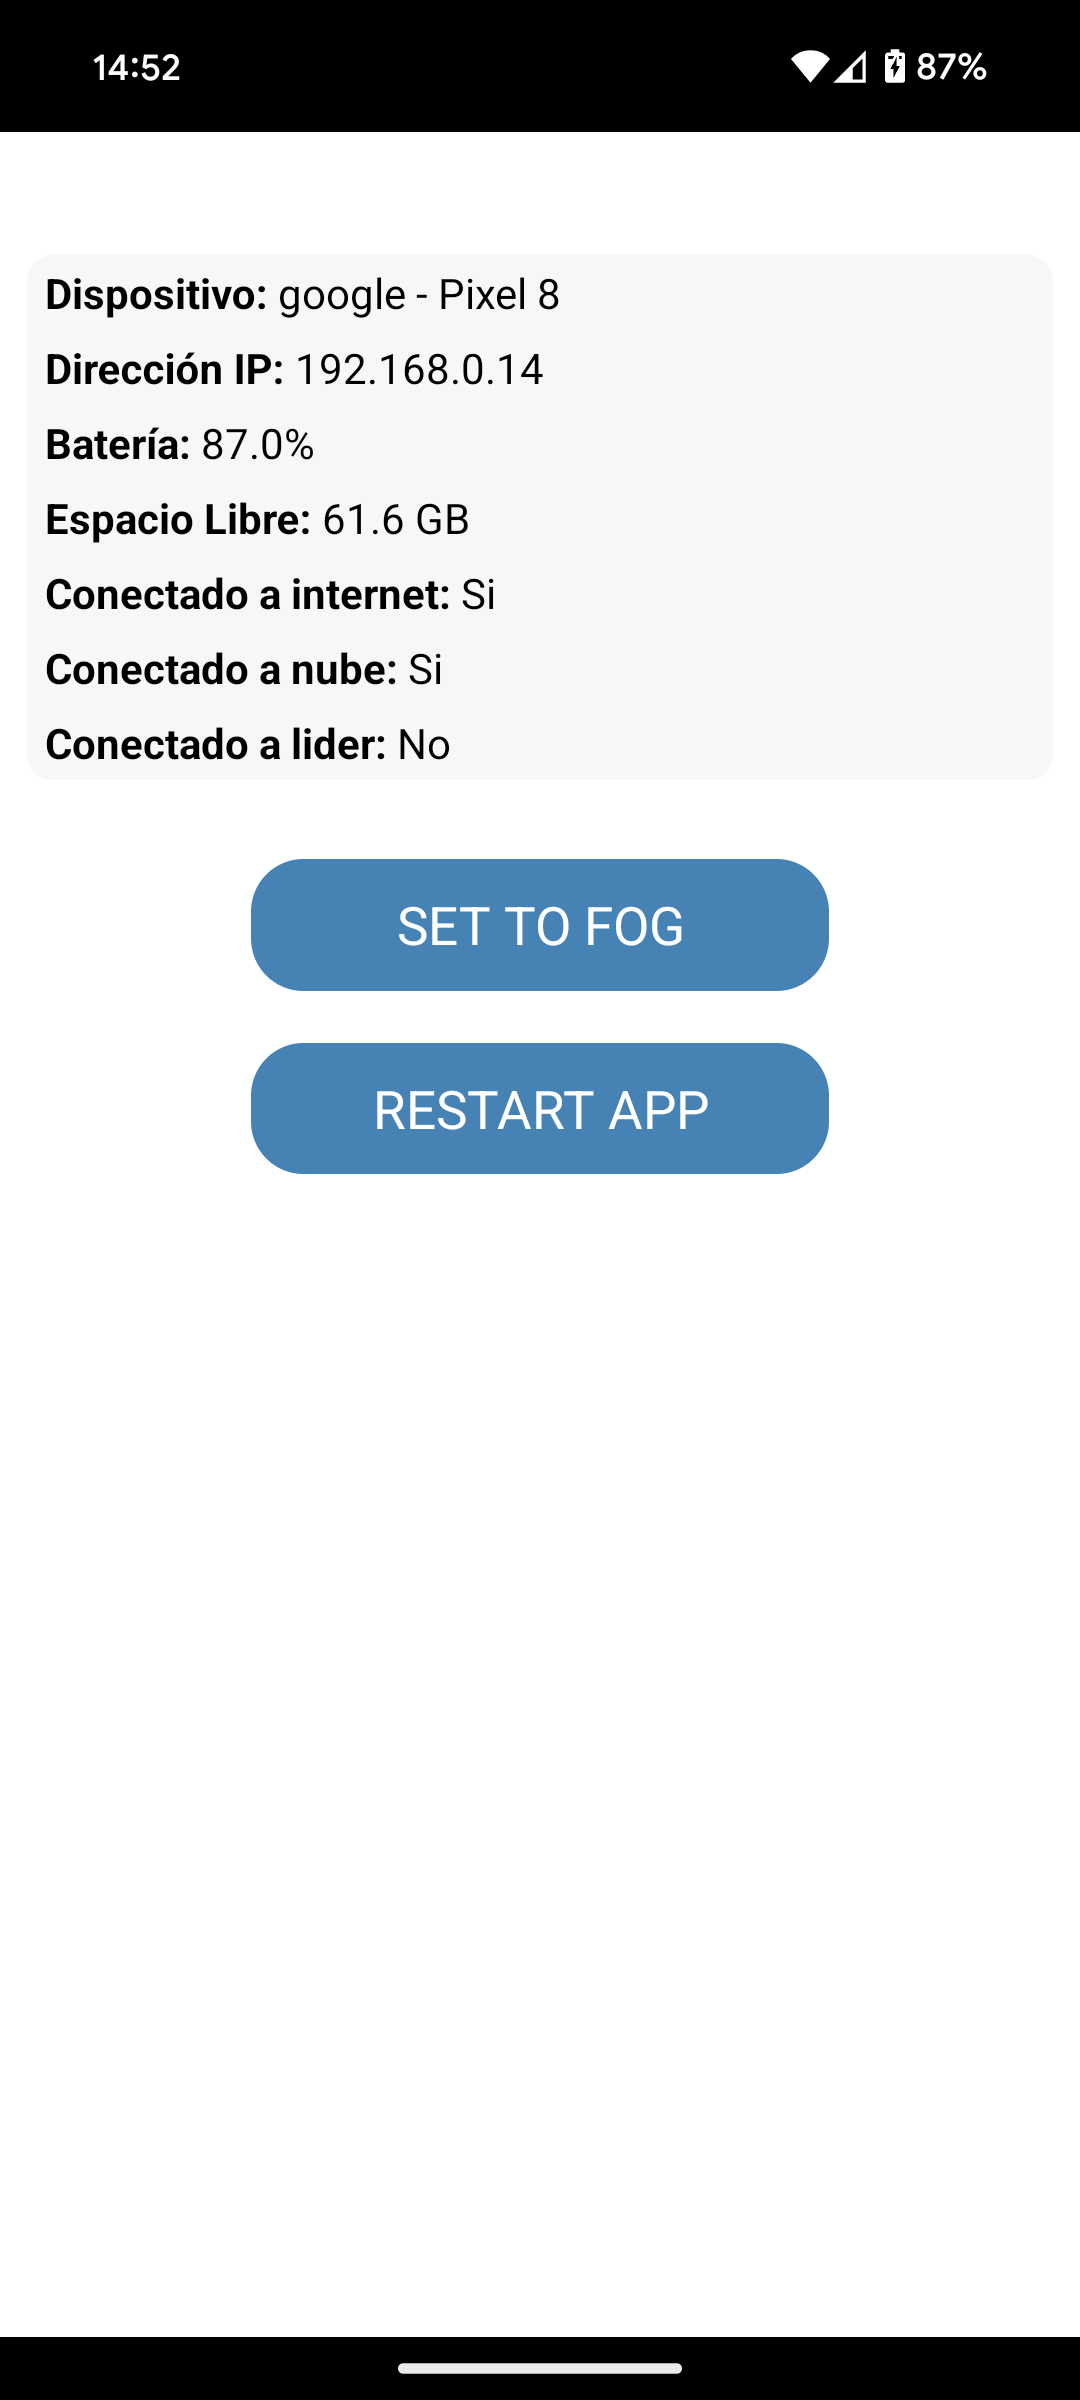 14:52
87%
Dispositivo: google - Pixel 8
Dirección IP: 192.168.0.14
Batería: 87.0%
Espacio Libre: 61.6 GB
Conectado a internet: Si
Conectado a nube: Si
Conectado a lider: No
SET TO FOG
RESTART APP